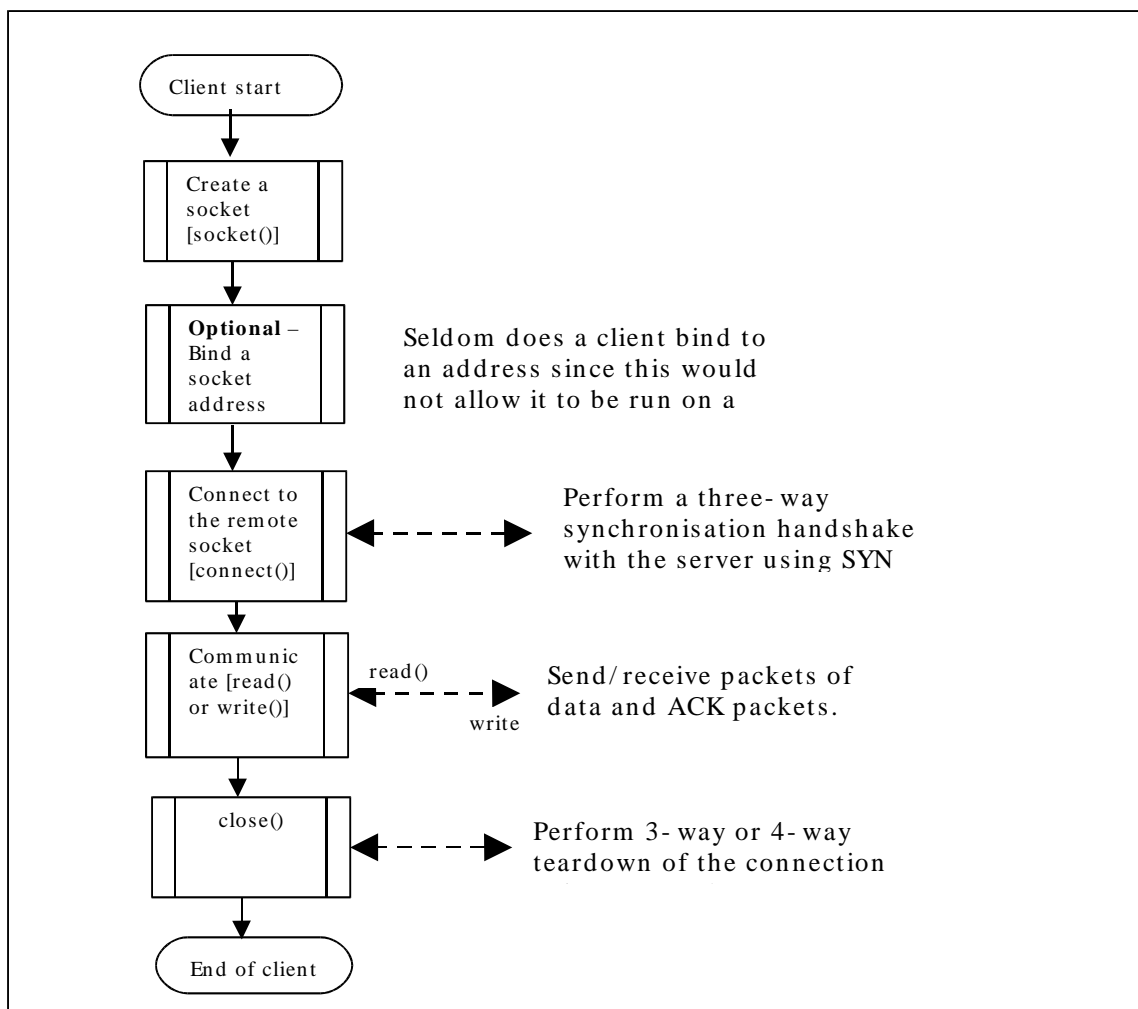 Client start
Create a
socket
[socket()]
Optional –
Bind a
socket
address
Seldom does a client bind to
an address since this would
not allow it to be run on a
Connect to
the remote
socket
[connect()]
Perform a three-way
synchronisation handshake
with the server using SYN
Communic
ate [read()
or write()]
read()
write
Send/receive packets of
data and ACK packets.
close()
Perform 3-way or 4-way
teardown of the connection
End of client